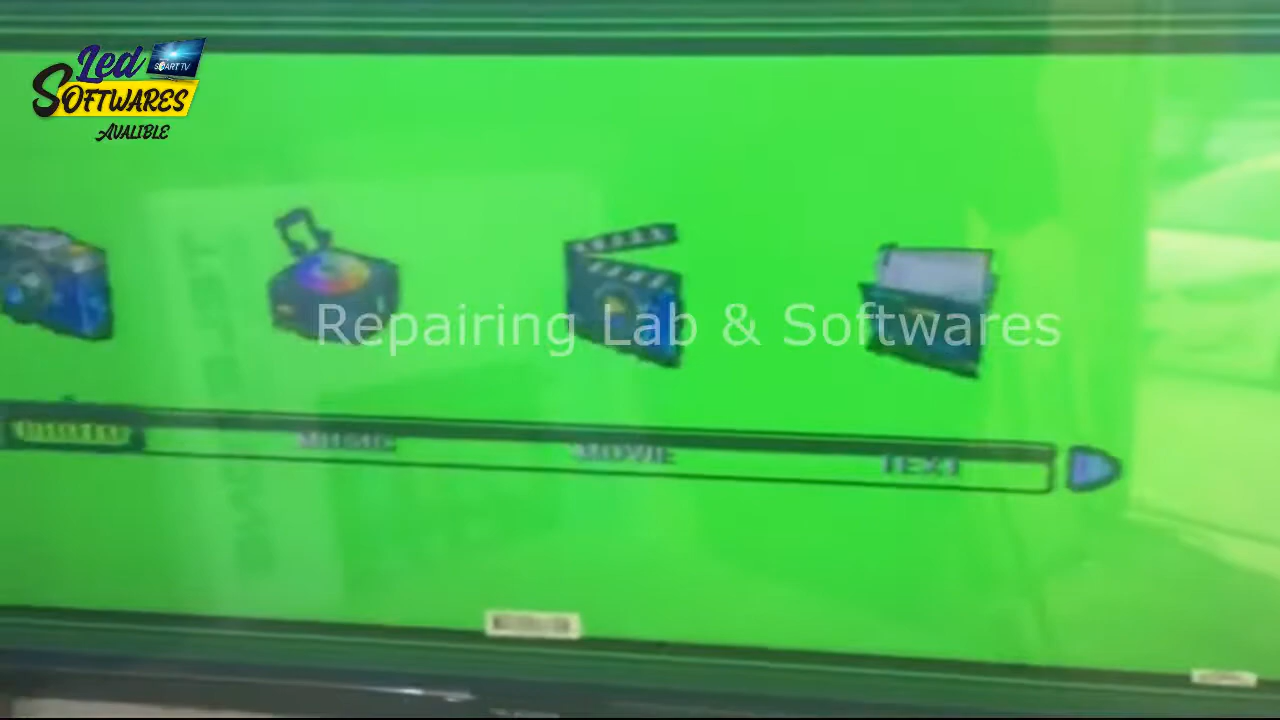 Led
SMART TV
SOFTWARES
AVALIBLE
Repairing Lab & Softwares
MUSIC
MOVIE
TEXT